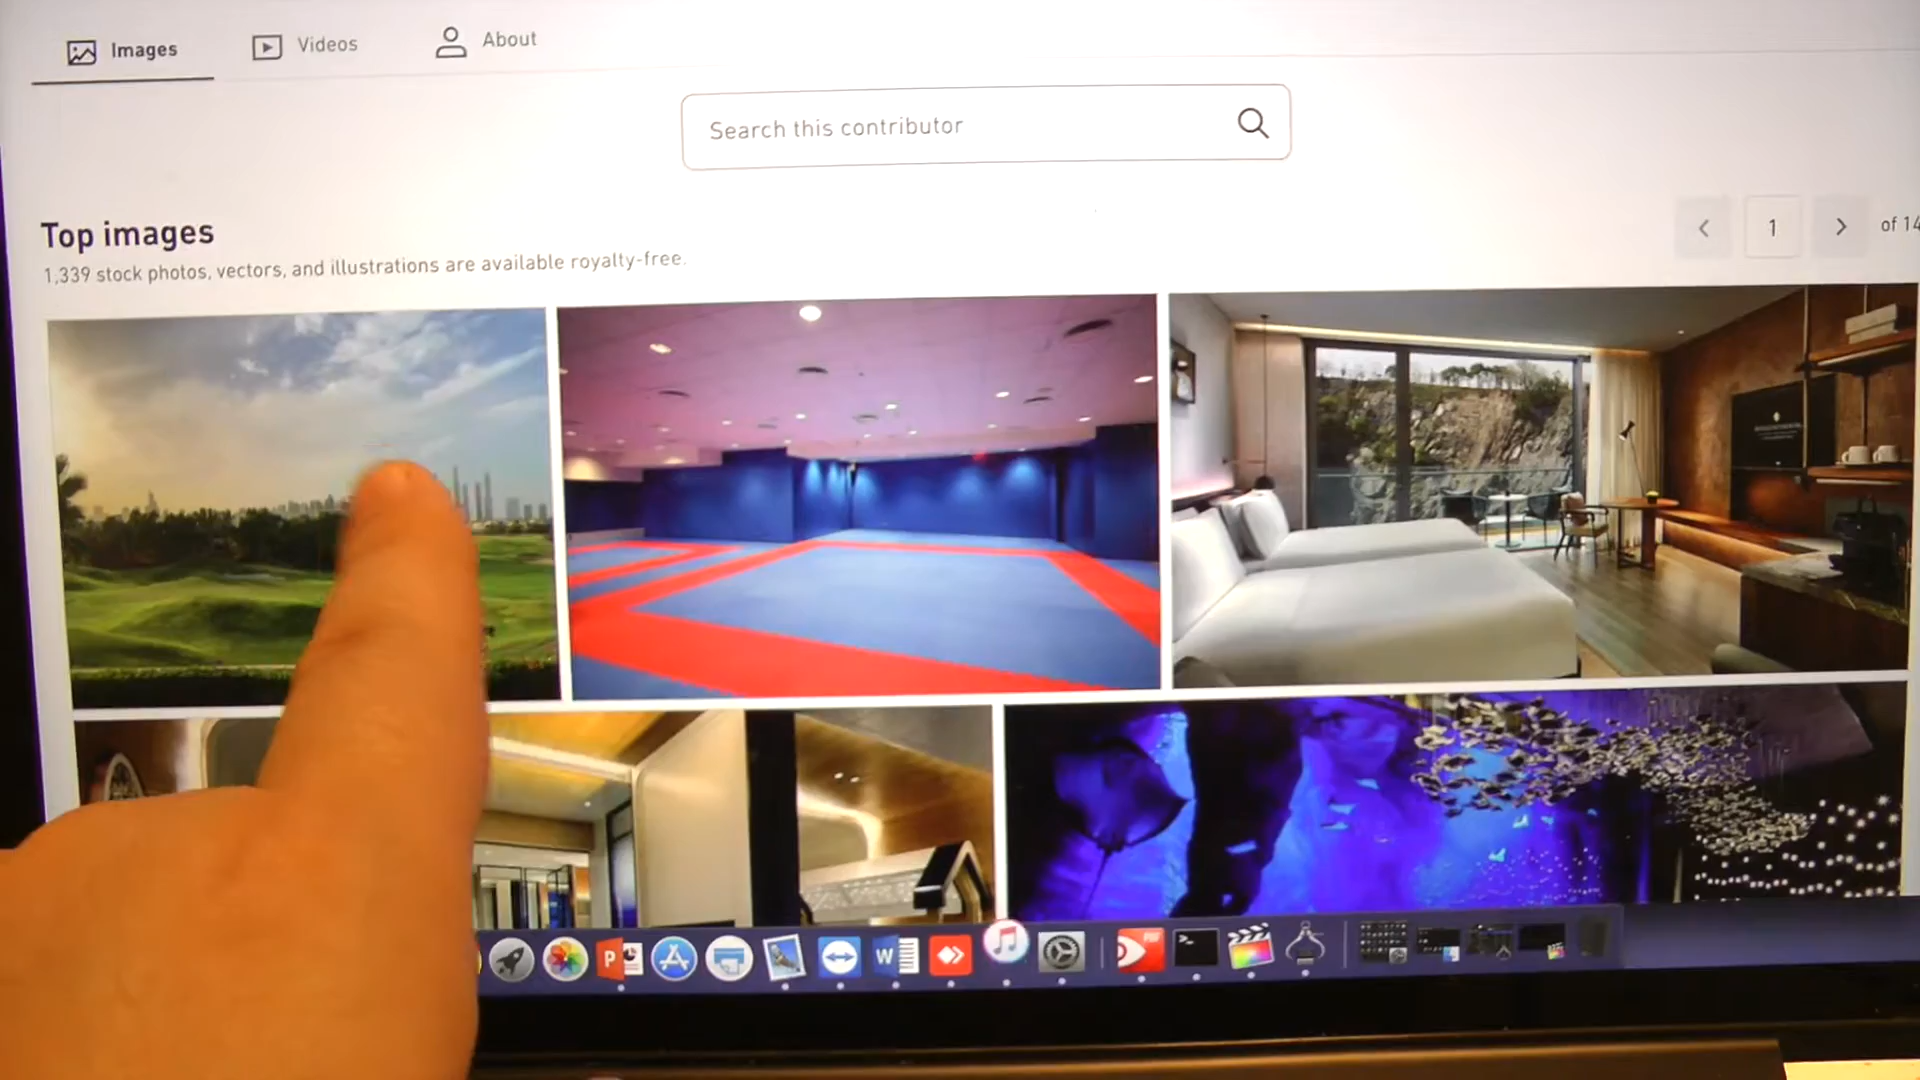 Images
Videos
About
Search this contributor
Top images
1,339 stock photos, vectors, and illustrations are available royalty-free.
1
of 14
P
W